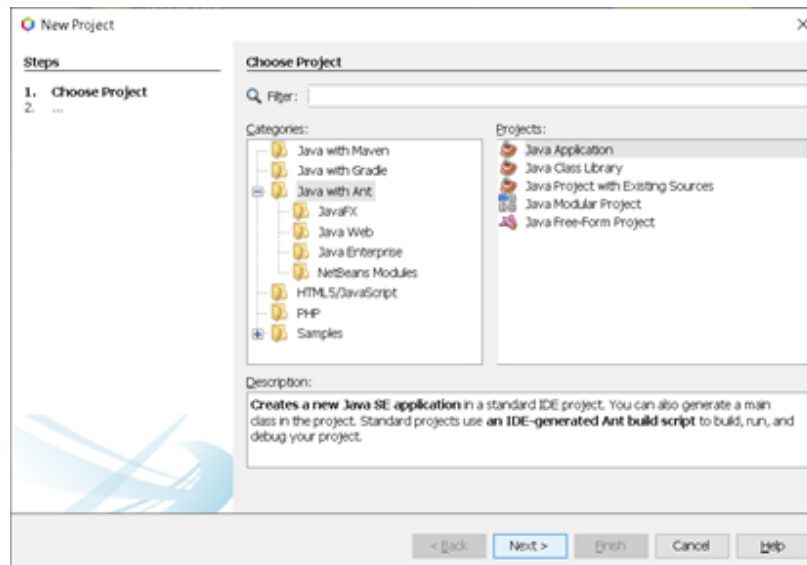 New Project
Steps
1. Choose Project
2. ...
Choose Project
Filter:
Categories:
Java with Maven
Java with Gradle
Java with Ant
JavaFX
Java Web
Java Enterprise
NetBeans Modules
HTML5/JavaScript
PHP
Samples
Projects:
Java Application
Java Class Library
Java Project with Existing Sources
Java Modular Project
Java Free-Form Project
Description:
Creates a new Java SE application in a standard IDE project. You can also generate a main
class in the project. Standard projects use an IDE-generated Ant build script to build, run, and
debug your project.
< Back
Next >
Finish
Cancel
Help